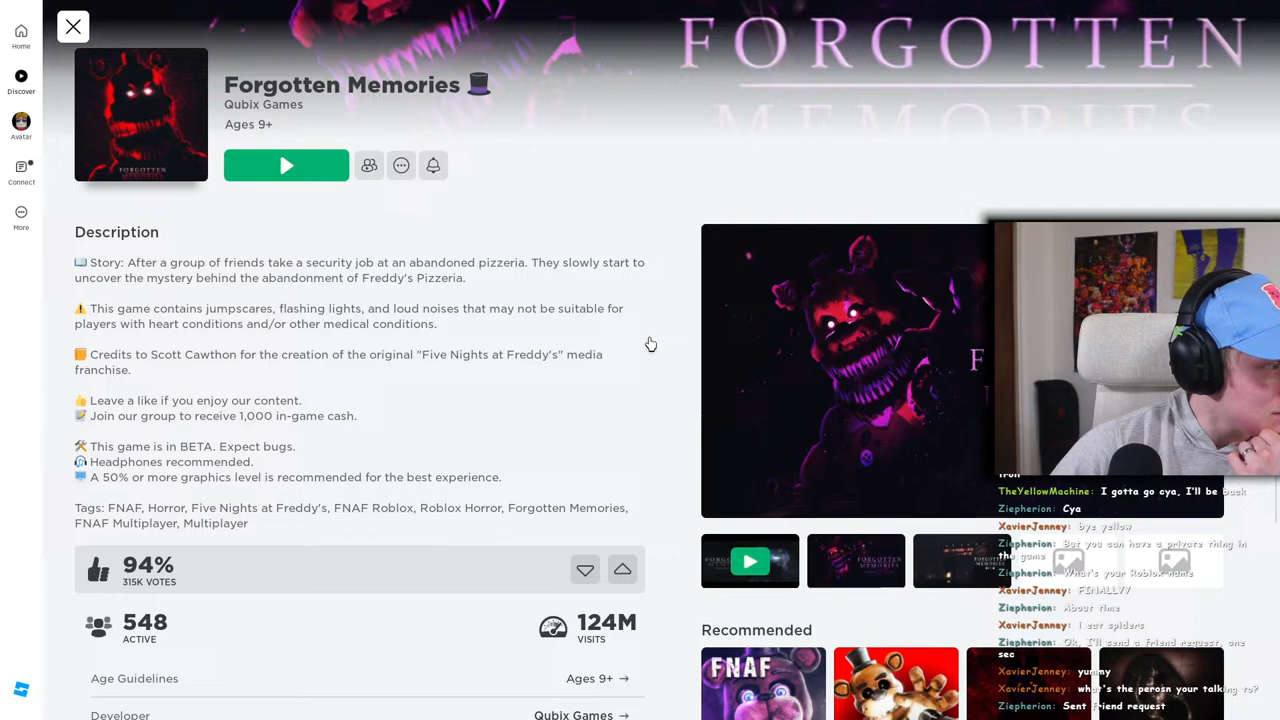 FORGOTTEN
MEMORIES
Home
Discover
Avatar
Connect
More
FORGOTTEN
Forgotten Memories
Qubix Games
Ages 9+
Description
Story: After a group of friends take a security job at an abandoned pizzeria. They slowly start to
uncover the mystery behind the abandonment of Freddy's Pizzeria.
This game contains jumpscares, flashing lights, and loud noises that may not be suitable for
players with heart conditions and/or other medical conditions.
Credits to Scott Cawthon for the creation of the original "Five Nights at Freddy's" media
franchise.
Leave a like if you enjoy our content.
Join our group to receive 1,000 in-game cash.
This game is in BETA. Expect bugs.
Headphones recommended.
A 50% or more graphics level is recommended for the best experience.
Tags: FNAF, Horror, Five Nights at Freddy's, FNAF Roblox, Roblox Horror, Forgotten Memories,
FNAF Multiplayer, Multiplayer
94%
315K VOTES
548
ACTIVE
124M
VISITS
Age Guidelines
Ages 9+ →
Developer
Qubix Games →
F
TheYellowMachine: I gotta go cya, I'll be back
Ziepherion: Cya
XavierJenney: bye yellow
Ziepherion: But you can have a private thing in
the game
Ziepherion: What's your Roblox name
XavierJenney: FINALLYY
Ziepherion: About time
XavierJenney: i eat spiders
Ziepherion: Ok, I'll send a friend request, one
sec
XavierJenney: yummy
XavierJenney: what's the perosn your talking to?
Ziepherion: Sent friend request
Recommended
FNAF